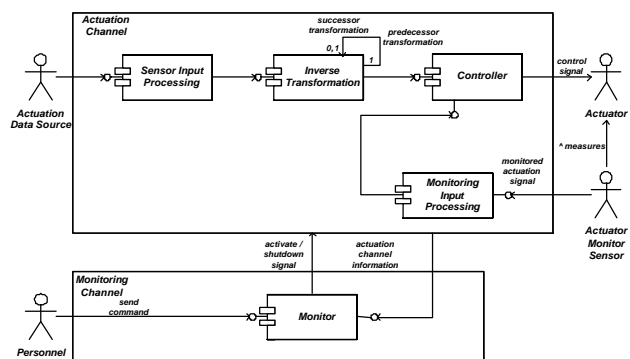 Actuation
Channel
successor
transformation
predecessor
transformation
0,1
1
Sensor Input
Processing
Inverse
Transformation
Controller
control
signal
Actuation
Data Source
Actuator
^ measures
Monitoring
Input
Processing
monitored
actuation
signal
Actuator
Monitor
Sensor
activate /
shutdown
signal
actuation
channel
information
Monitoring
Channel
send
command
Monitor
Personnel